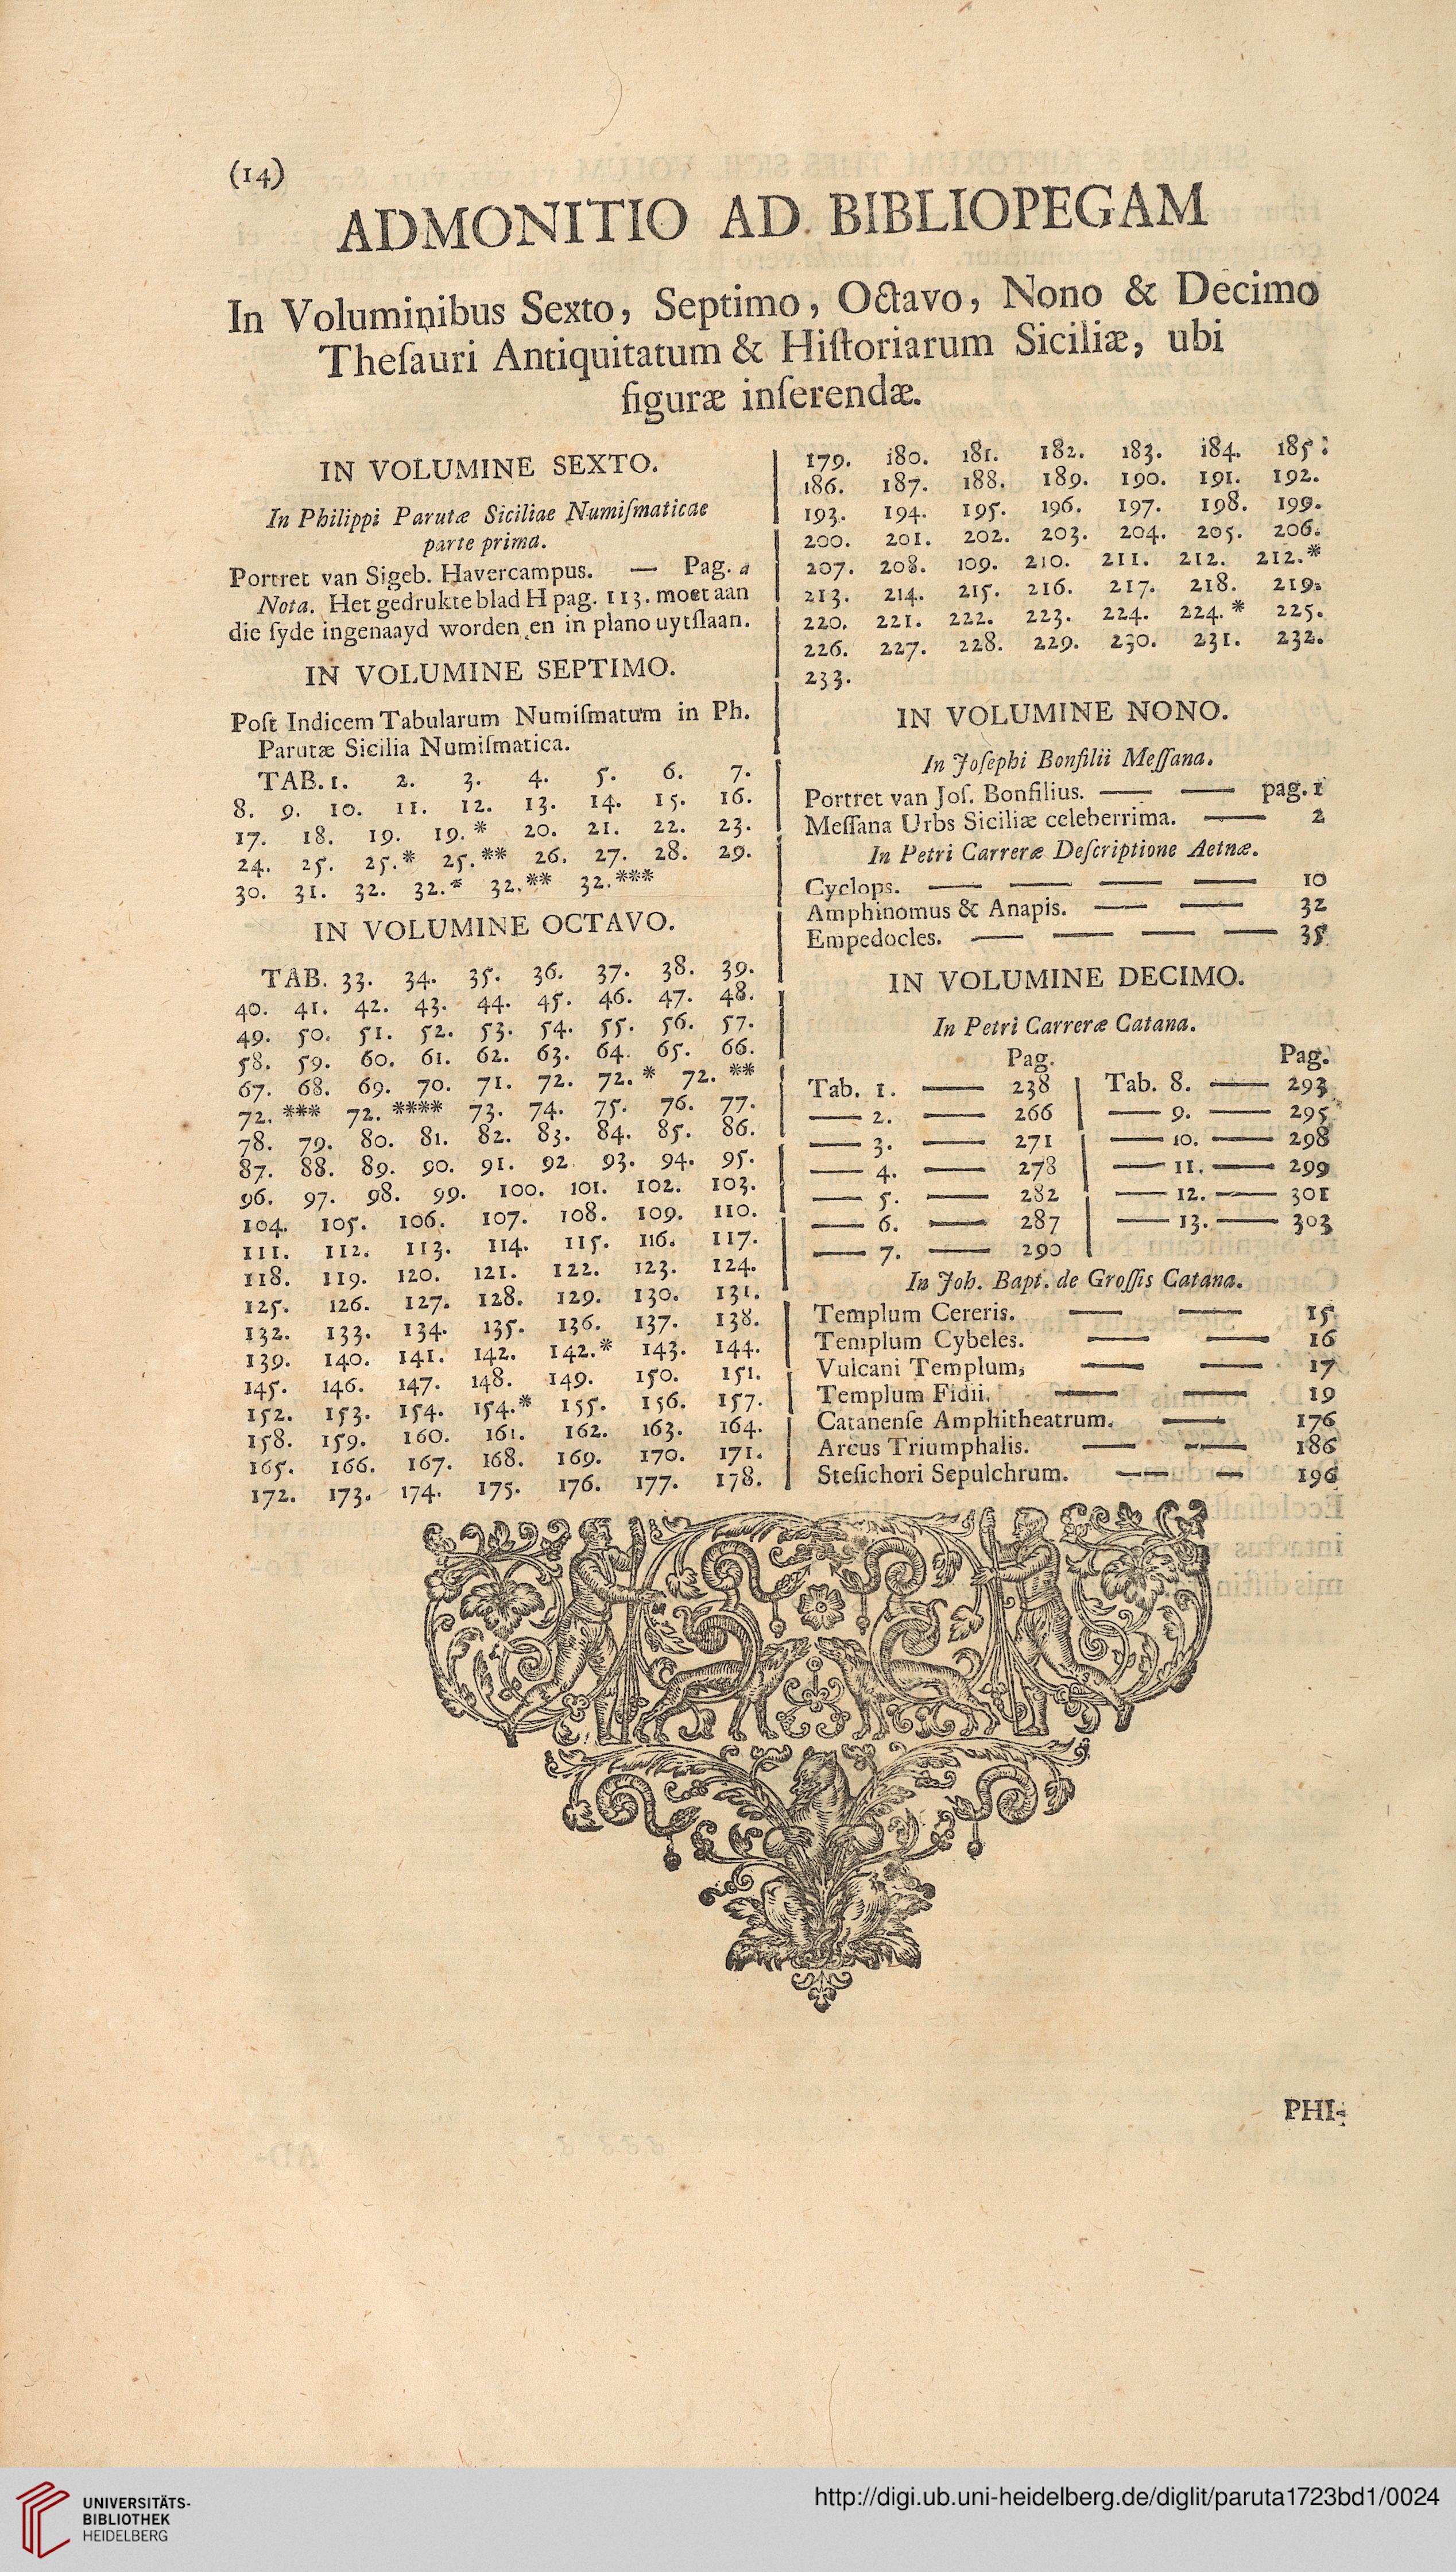 (14)
ADMONITIO AD BIBLIOPEGAM
In Voluminibus Sexto, Septimo, Octavo, Nono & Decimo
Theſauri Antiquitatum & Hiſtoriarum Siciliæ, ubi
figuræ inſerendæ.
IN VOLUMINE SEXTO.
In Philippi Parutæ Siciliae Numiſmaticae
parte prima.
Portret van Sigeb. Havercampus. — Pag. a
Nota. Het gedrukte blad H pag. 113. moet aan
die ſyde ingenaayd worden en in plano uytſlaan.
IN VOLUMINE SEPTIMO.
Poſt Indicem Tabularum Numiſmatum in Ph.
Parutæ Sicilia Numiſmatica.
TAB. 1. 2. 3. 4. 5. 6. 7.
8. 9. 10. 11. 12. 13. 14. 15. 16.
17. 18. 19. 19.* 20. 21. 22. 23.
24. 25. 25.* 25.** 26. 27. 28. 29.
30. 31. 32. 32.* 32.** 32.***
IN VOLUMINE OCTAVO.
TAB. 33. 34. 35. 36. 37. 38. 39.
40. 41. 42. 43. 44. 45. 46. 47. 48.
49. 50. 51. 52. 53. 54. 55. 56. 57.
58. 59. 60. 61. 62. 63. 64. 65. 66.
67. 68. 69. 70. 71. 72. 72.* 72.**
72.*** 72.**** 73. 74. 75. 76. 77.
78. 79. 80. 81. 82. 83. 84. 85. 86.
87. 88. 89. 90. 91. 92. 93. 94. 95.
96. 97. 98. 99. 100. 101. 102. 103.
104. 105. 106. 107. 108. 109. 110.
111. 112. 113. 114. 115. 116. 117.
118. 119. 120. 121. 122. 123. 124.
125. 126. 127. 128. 129. 130. 131.
132. 133. 134. 135. 136. 137. 138.
139. 140. 141. 142. 142.* 143. 144.
145. 146. 147. 148. 149. 150. 151.
152. 153. 154. 154.* 155. 156. 157.
158. 159. 160. 161. 162. 163. 164.
165. 166. 167. 168. 169. 170. 171.
172. 173. 174. 175. 176. 177. 178.
179. 180. 181. 182. 183. 184. 185.
186. 187. 188. 189. 190. 191. 192.
193. 194. 195. 196. 197. 198. 199.
200. 201. 202. 203. 204. 205. 206.
207. 208. 109. 210. 211. 212. 212.*
213. 214. 215. 216. 217. 218. 219.
220. 221. 222. 223. 224. 224.* 225.
226. 227. 228. 229. 230. 231. 232.
233.
IN VOLUMINE NONO.
In Joſephi Bonfilii Meſſana.
Portret van Joſ. Bonfilius. — — pag. 1
Meſſana Urbs Siciliæ celeberrima. — 2
In Petri Carreræ Deſcriptione Aetnæ.
Cyclops. — — — — 10
Amphinomus & Anapis. — — 32
Empedocles. — — — — 35
IN VOLUMINE DECIMO.
In Petri Carreræ Catana.
Pag. Pag.
Tab. 1. — 238 Tab. 8. — 293
— 2. — 266 — 9. — 295
— 3. — 271 — 10. — 298
— 4. — 278 — 11. — 299
— 5. — 282 — 12. — 301
— 6. — 287 — 13. — 303
— 7. — 290
In Joh. Bapt. de Groſſis Catana.
Templum Cereris. — — 15
Templum Cybeles. — — 16
Vulcani Templum, — — 17
Templum Fidii. — — 19
Catanenſe Amphitheatrum. — 176
Arcus Triumphalis. — — 186
Steſichori Sepulchrum. — — 196
PHI-
UNIVERSITÄTS-
BIBLIOTHEK
HEIDELBERG
http://digi.ub.uni-heidelberg.de/diglit/paruta1723bd1/0024